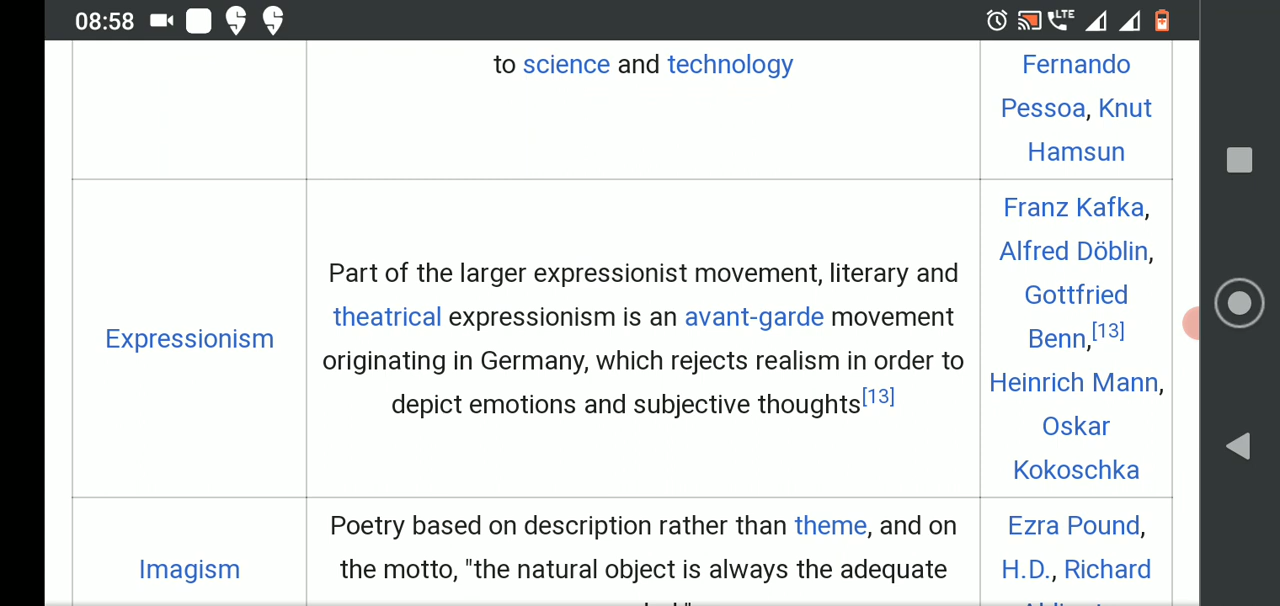 08:58
LTE
to science and technology
Fernando
Pessoa, Knut
Hamsun
Expressionism
Part of the larger expressionist movement, literary and
theatrical expressionism is an avant-garde movement
originating in Germany, which rejects realism in order to
depict emotions and subjective thoughts[13]
Franz Kafka,
Alfred Döblin,
Gottfried
Benn,[13]
Heinrich Mann,
Oskar
Kokoschka
Imagism
Poetry based on description rather than theme, and on
the motto, "the natural object is always the adequate
Ezra Pound,
H.D., Richard